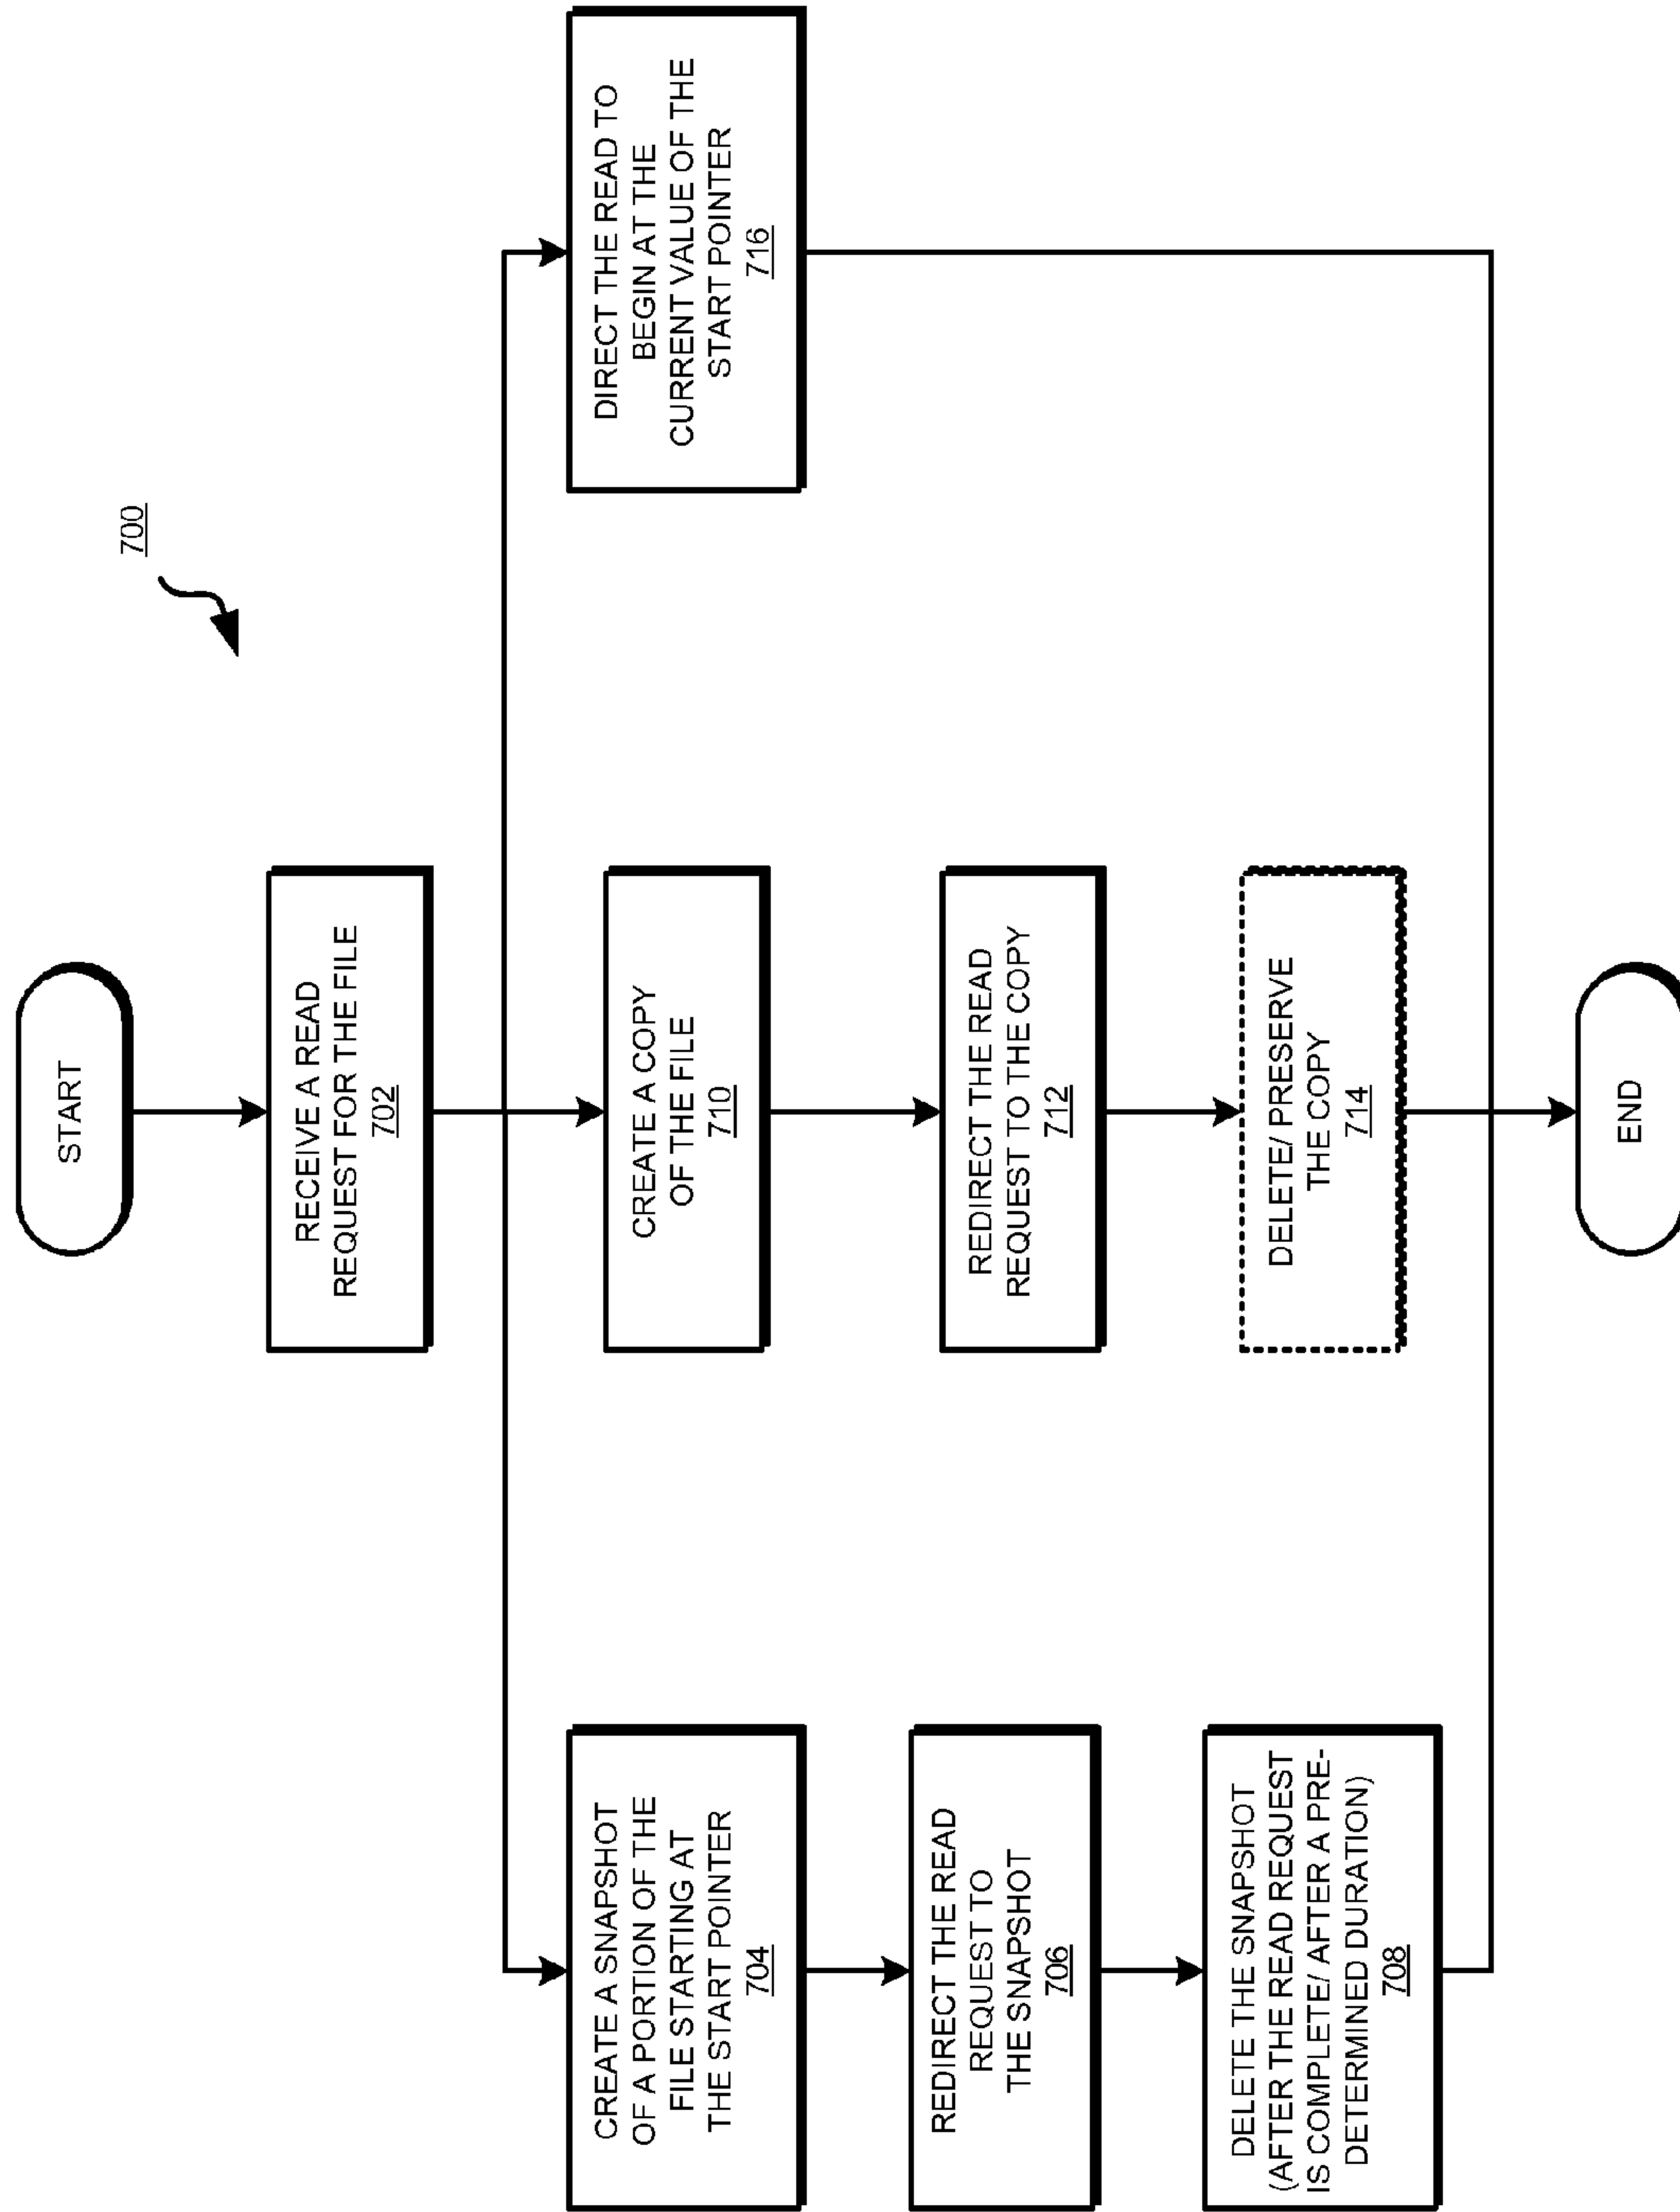 700
START
RECEIVE A READ
REQUEST FOR THE FILE
702
CREATE A SNAPSHOT
OF A PORTION OF THE
FILE STARTING AT
THE START POINTER
704
REDIRECT THE READ
REQUEST TO
THE SNAPSHOT
706
DELETE THE SNAPSHOT
(AFTER THE READ REQUEST
IS COMPLETE/ AFTER A PRE-
DETERMINED DURATION)
708
CREATE A COPY
OF THE FILE
710
REDIRECT THE READ
REQUEST TO THE COPY
712
DELETE/ PRESERVE
THE COPY
714
DIRECT THE READ TO
BEGIN AT THE
CURRENT VALUE OF THE
START POINTER
716
END